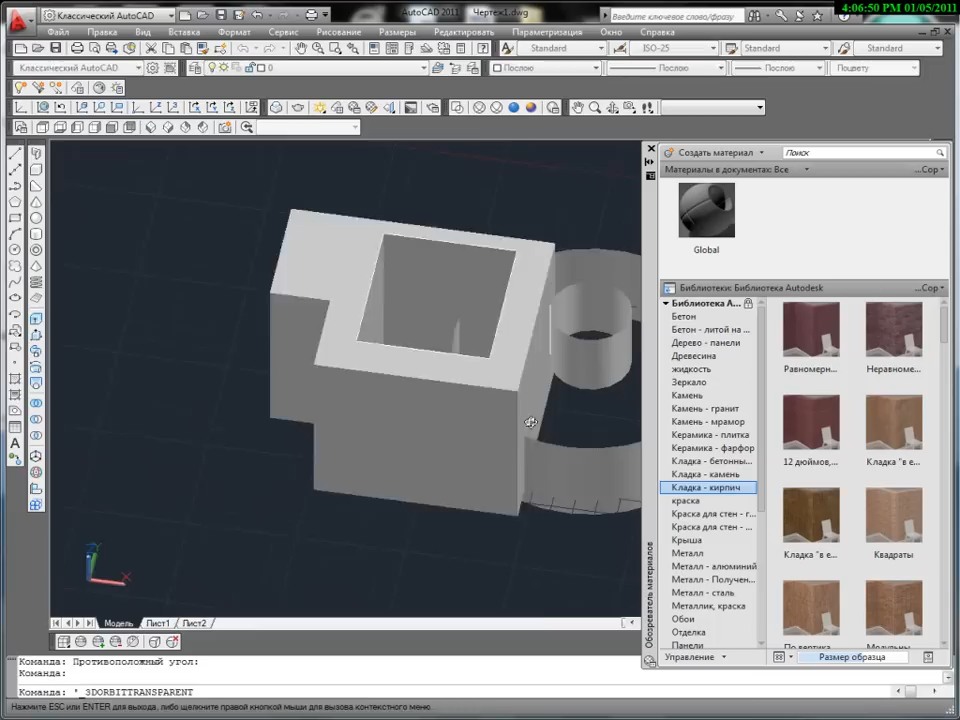 4:06:50 PM 01/05/2011
Классический AutoCAD
AutoCAD 2011 Чертеж1.dwg
Введите ключевое слово/фразу
Файл Правка Вид Вставка Формат Сервис Рисование Размеры Редактировать Параметризация Окно Справка
Standard ISO-25 Standard Standard
Классический AutoCAD 0 Послою Послою Послою Поцвету
Создать материал Поиск
Материалы в документах: Все ...Сор
Global
Библиотеки: Библиотека Autodesk ...Сор
Библиотека А...
Бетон
Бетон - литой на ...
Дерево - панели
Древесина
жидкость
Зеркало
Камень
Камень - гранит
Камень - мрамор
Керамика - плитка
Керамика - фарфор
Кладка - бетонны...
Кладка - камень
Кладка - кирпич
краска
Краска для стен - г...
Краска для стен - ...
Крыша
Металл
Металл - алюминий
Металл - Получен...
Металл - сталь
Металлик, краска
Обои
Отделка
Панели
Равномерн...
Неравноме...
12 дюймов,...
Кладка "в е...
Кладка "в е...
Квадраты
По вертика...
Модульны...
Управление Размер образца
Обозреватель материалов
Модель Лист1 Лист2
Команда: Противоположный угол:
Команда:
Команда: '_3DORBITTRANSPARENT
Нажмите ESC или ENTER для выхода, либо щелкните правой кнопкой мыши для вызова контекстного меню.